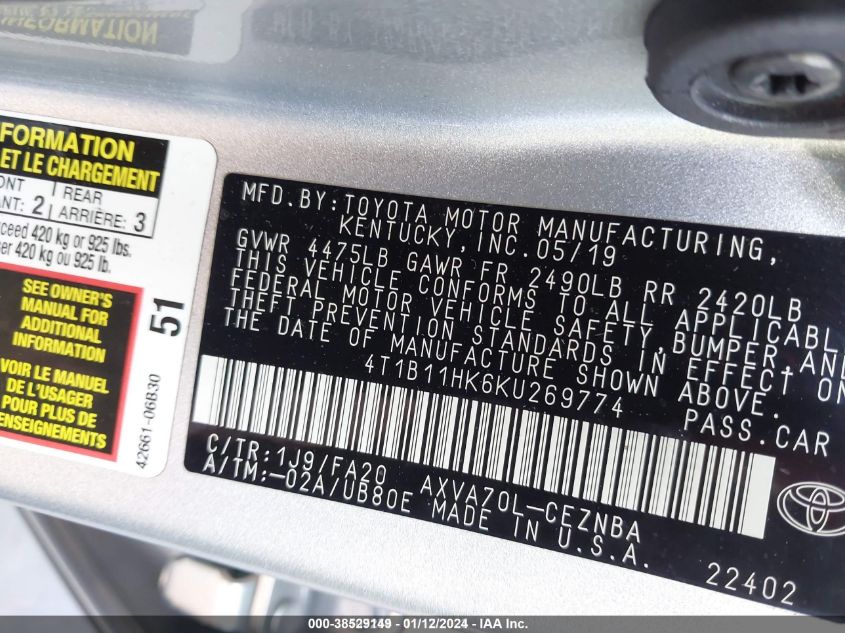 INFORMATION
FORMATION
ET LE CHARGEMENT
REAR
2 ARRIÈRE: 3
420 kg or 925 lbs.
420 kg ou 925 lb.
SEE OWNER'S
MANUAL FOR
ADDITIONAL
INFORMATION
VOIR LE MANUEL
DE L'USAGER
POUR PLUS DE
RENSEIGNEMENTS
51
42661-06B30
MFD.BY:TOYOTA MOTOR MANUFACTURING,
KENTUCKY,INC.05/19
GVWR 4475LB GAWR FR 2490LB RR 2420LB
THIS VEHICLE CONFORMS TO ALL APPLICABLE
FEDERAL MOTOR VEHICLE SAFETY,BUMPER,AND
THEFT PREVENTION STANDARDS IN EFFECT ON
THE DATE OF MANUFACTURE SHOWN ABOVE.
4T1B11HK6KU269774 PASS.CAR
C/TR:1J9/FA20 AXVA70L-CEZNBA
A/TM:-02A/UB80E MADE IN U.S.A.
TOYOTA
22402
000-38529149 - 01/12/2024 - IAA Inc.